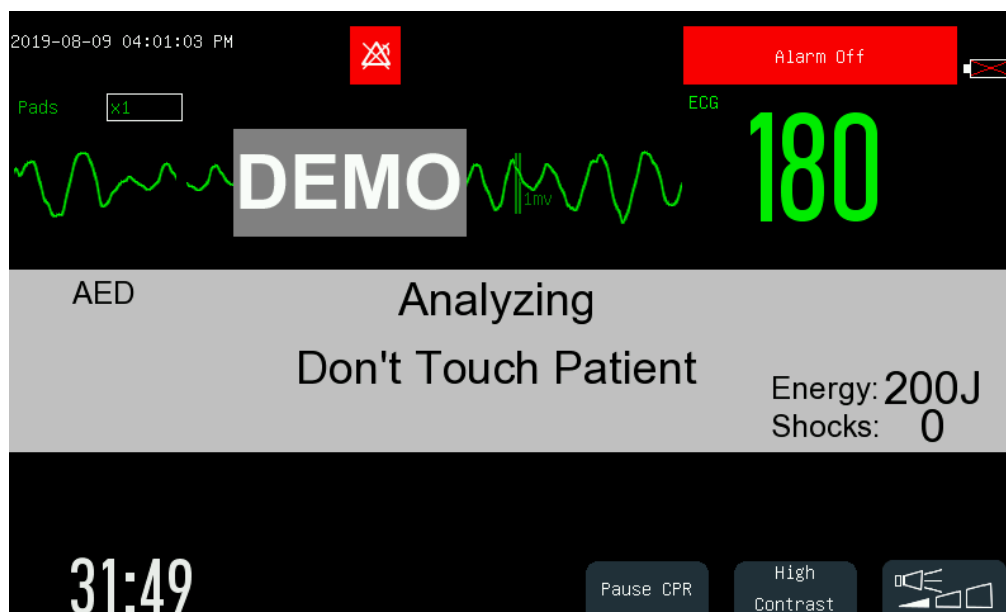 2019-08-09 04:01:03 PM
Alarm Off
Pads x1
ECG
180
DEMO
1mv
AED
Analyzing
Don't Touch Patient
Energy: 200J
Shocks: 0
31:49
Pause CPR
High
Contrast